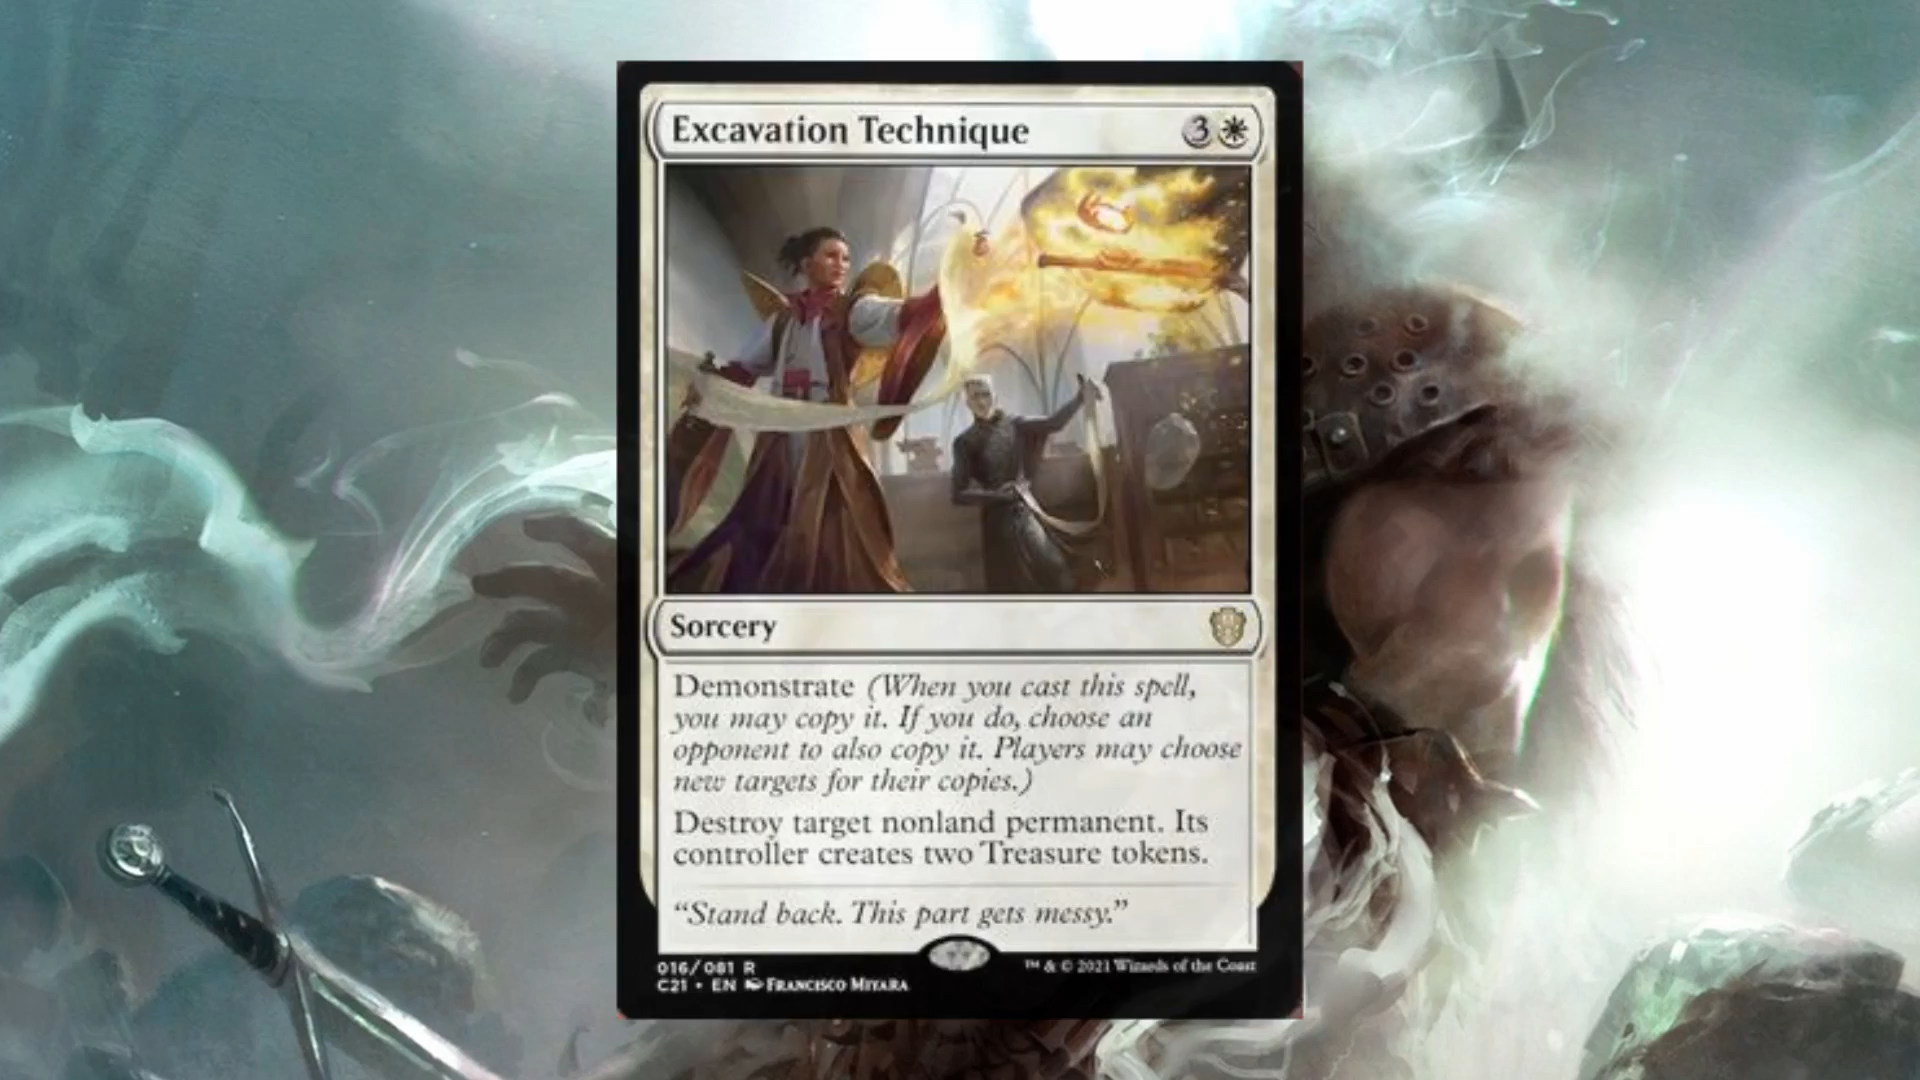 Excavation Technique 3
Sorcery
Demonstrate (When you cast this spell,
you may copy it. If you do, choose an
opponent to also copy it. Players may choose
new targets for their copies.)
Destroy target nonland permanent. Its
controller creates two Treasure tokens.
“Stand back. This part gets messy.”
016/081 R
™ & © 2021 Wizards of the Coast
C21 • EN Francisco Miyara